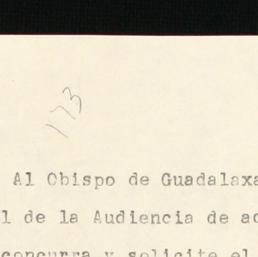 173
Al Obispo de Guadalaxa
l de la Audiencia de ac
concurra y solicite el